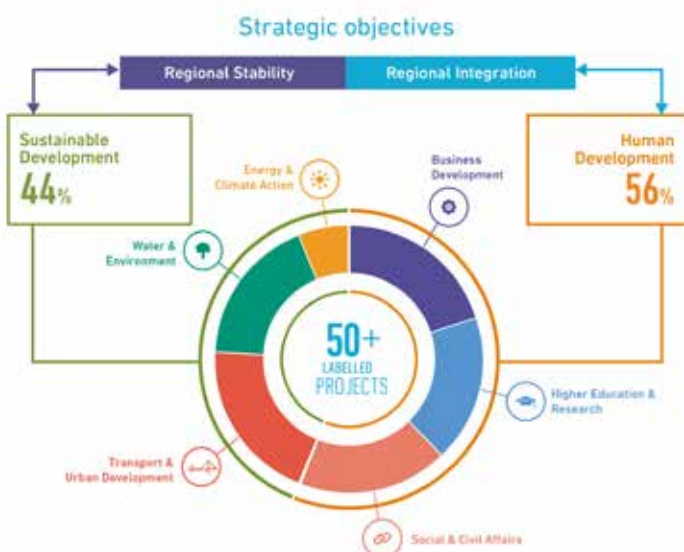 Strategic objectives
Regional Stability
Regional Integration
Sustainable
Development
44%
Human
Development
56%
Energy &
Climate Action
Business
Development
Water &
Environment
50+
LABELLED
PROJECTS
Higher Education &
Research
Transport &
Urban Development
Social & Civil Affairs